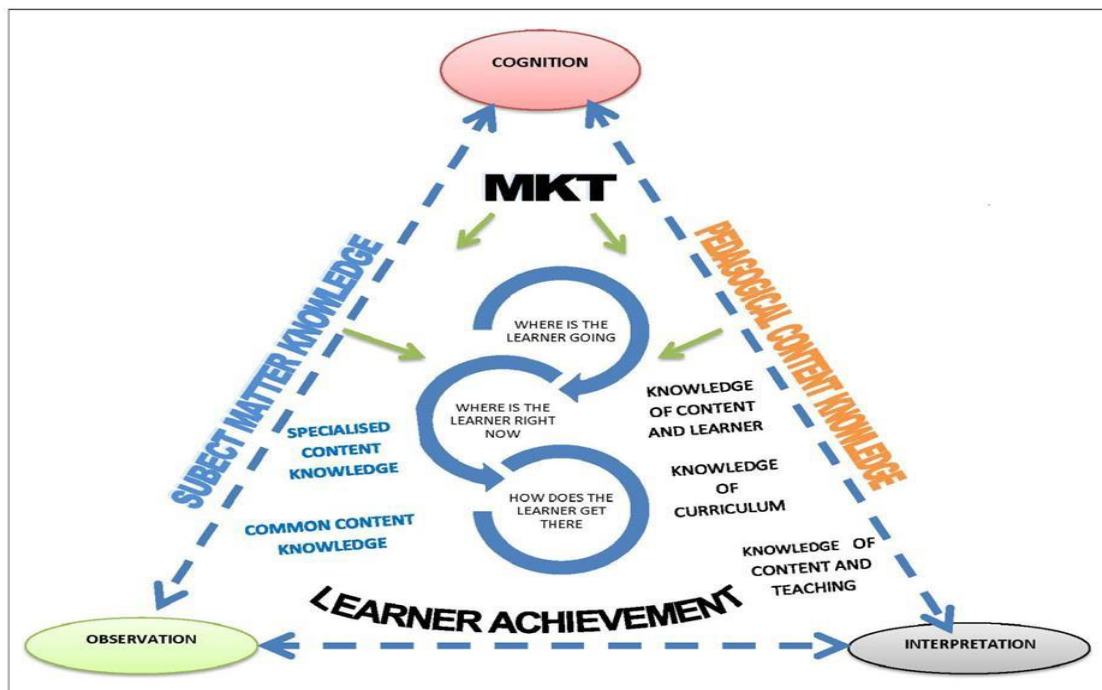 COGNITION
MKT
SUBECT MATTER KNOWLEDGE
PEDAGOGICAL CONTENT KNOWLEDGE
WHERE IS THE
LEARNER GOING
WHERE IS THE
LEARNER RIGHT
NOW
HOW DOES THE
LEARNER GET
THERE
SPECIALISED
CONTENT
KNOWLEDGE
COMMON CONTENT
KNOWLEDGE
KNOWLEDGE
OF CONTENT
AND LEARNER
KNOWLEDGE
OF
CURRICULUM
KNOWLEDGE OF
CONTENT AND
TEACHING
LEARNER ACHIEVEMENT
OBSERVATION
INTERPRETATION